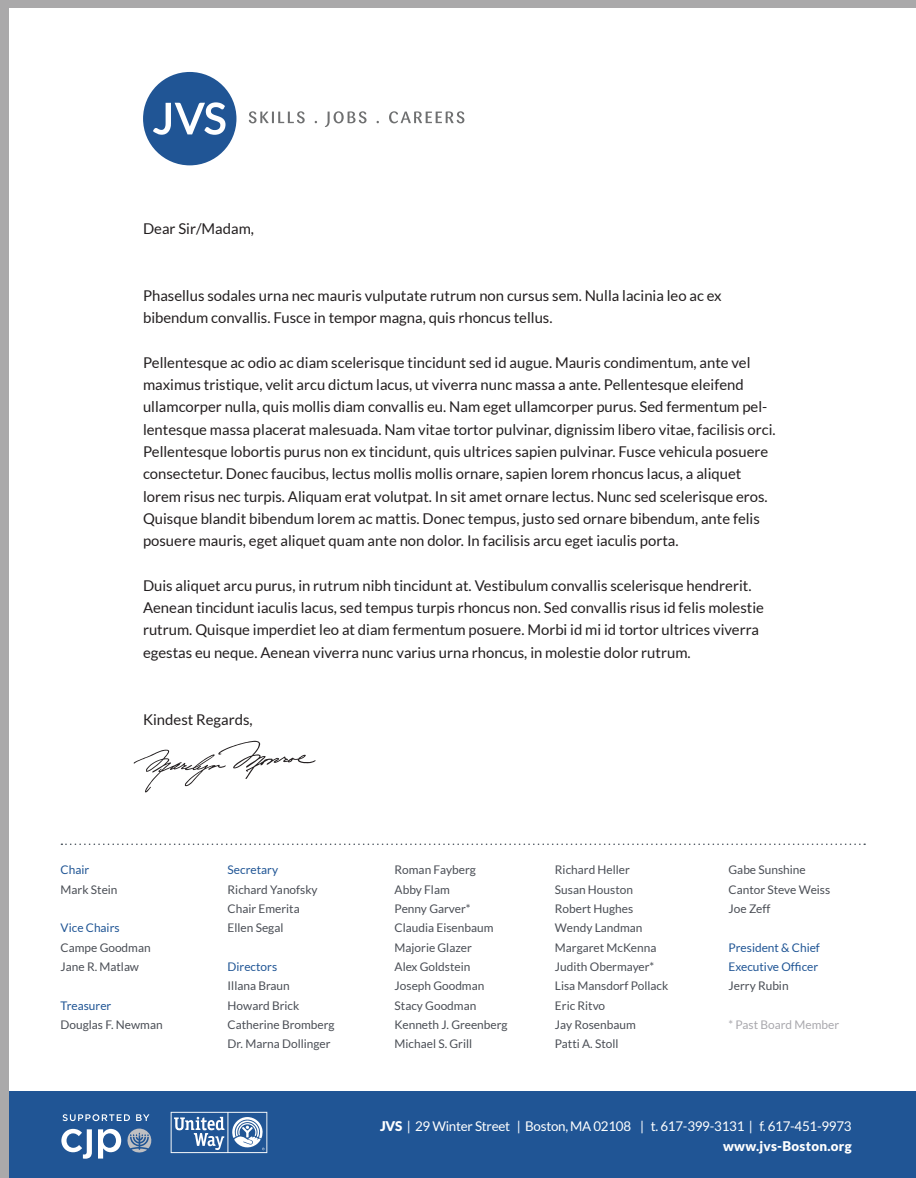 JVS SKILLS . JOBS . CAREERS
Dear Sir/Madam,
Phasellus sodales urna nec mauris vulputate rutrum non cursus sem. Nulla lacinia leo ac ex
bibendum convallis. Fusce in tempor magna, quis rhoncus tellus.
Pellentesque ac odio ac diam scelerisque tincidunt sed id augue. Mauris condimentum, ante vel
maximus tristique, velit arcu dictum lacus, ut viverra nunc massa a ante. Pellentesque eleifend
ullamcorper nulla, quis mollis diam convallis eu. Nam eget ullamcorper purus. Sed fermentum pel-
lentesque massa placerat malesuada. Nam vitae tortor pulvinar, dignissim libero vitae, facilisis orci.
Pellentesque lobortis purus non ex tincidunt, quis ultrices sapien pulvinar. Fusce vehicula posuere
consectetur. Donec faucibus, lectus mollis mollis ornare, sapien lorem rhoncus lacus, a aliquet
lorem risus nec turpis. Aliquam erat volutpat. In sit amet ornare lectus. Nunc sed scelerisque eros.
Quisque blandit bibendum lorem ac mattis. Donec tempus, justo sed ornare bibendum, ante felis
posuere mauris, eget aliquet quam ante non dolor. In facilisis arcu eget iaculis porta.
Duis aliquet arcu purus, in rutrum nibh tincidunt at. Vestibulum convallis scelerisque hendrerit.
Aenean tincidunt iaculis lacus, sed tempus turpis rhoncus non. Sed convallis risus id felis molestie
rutrum. Quisque imperdiet leo at diam fermentum posuere. Morbi id mi id tortor ultrices viverra
egestas eu neque. Aenean viverra nunc varius urna rhoncus, in molestie dolor rutrum.
Kindest Regards,
Marilyn Monroe
Chair
Mark Stein
Vice Chairs
Campe Goodman
Jane R. Matlaw
Treasurer
Douglas F. Newman
Secretary
Richard Yanofsky
Chair Emerita
Ellen Segal
Directors
Illana Braun
Howard Brick
Catherine Bromberg
Dr. Marna Dollinger
Roman Fayberg
Abby Flam
Penny Garver*
Claudia Eisenbaum
Majorie Glazer
Alex Goldstein
Joseph Goodman
Stacy Goodman
Kenneth J. Greenberg
Michael S. Grill
Richard Heller
Susan Houston
Robert Hughes
Wendy Landman
Margaret McKenna
Judith Obermayer*
Lisa Mansdorf Pollack
Eric Ritvo
Jay Rosenbaum
Patti A. Stoll
Gabe Sunshine
Cantor Steve Weiss
Joe Zeff
President & Chief
Executive Officer
Jerry Rubin
* Past Board Member
SUPPORTED BY
cjp
United
Way
JVS | 29 Winter Street | Boston, MA 02108 | t. 617-399-3131 | f. 617-451-9973
www.jvs-Boston.org